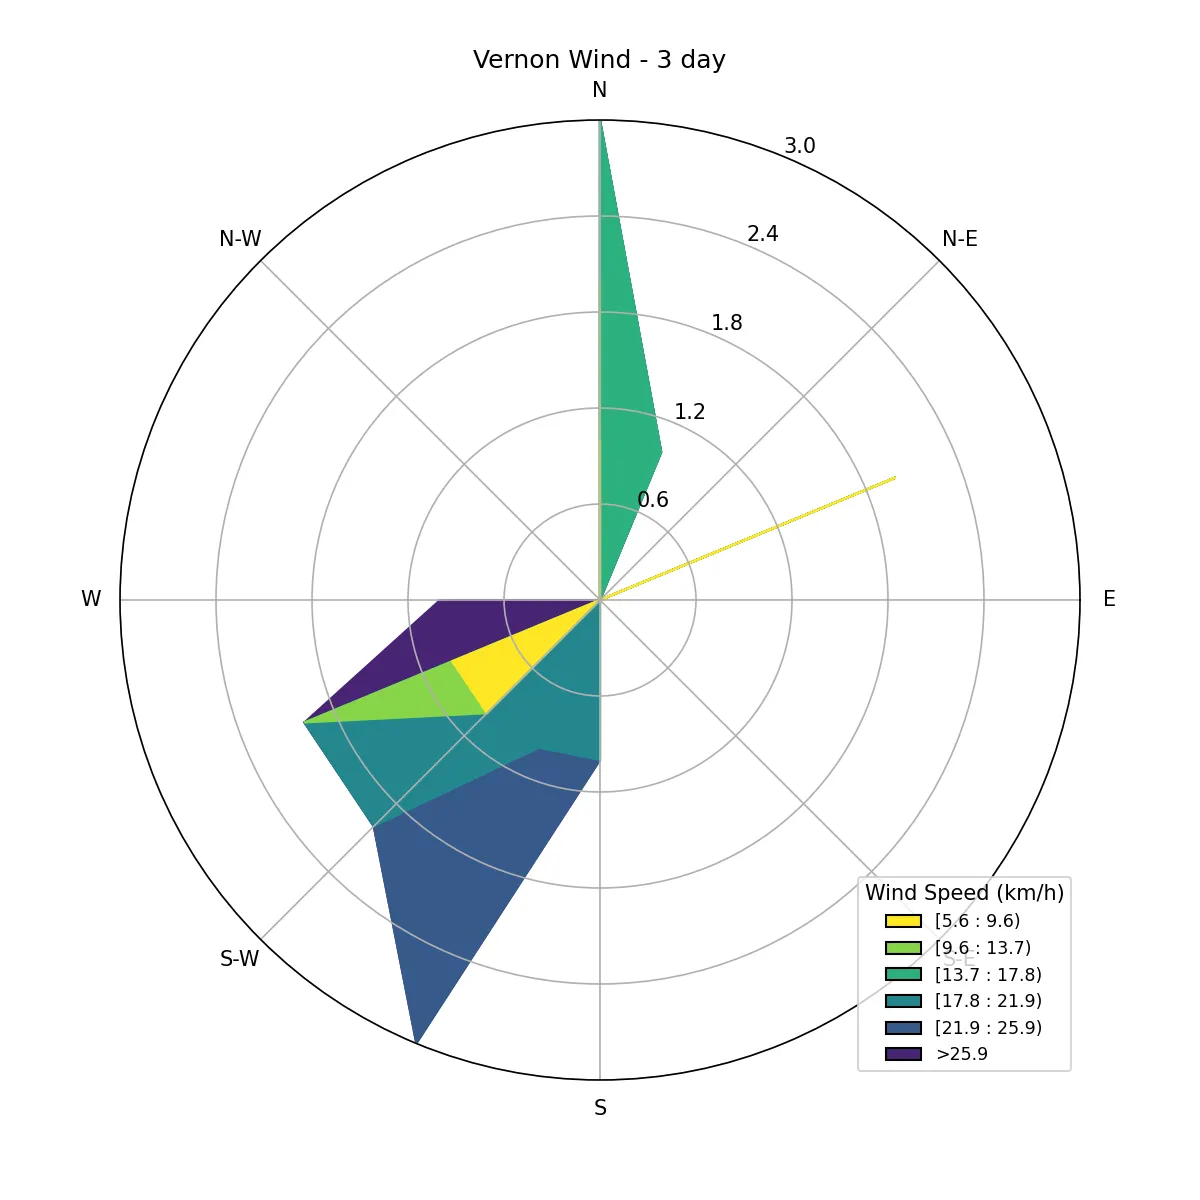 Vernon Wind - 3 day
N
3.0
N-W
2.4
N-E
1.8
1.2
0.6
W
E
Wind Speed (km/h)
[5.6 : 9.6)
[9.6 : 13.7)
S-W
S-E
[13.7 : 17.8)
[17.8 : 21.9)
[21.9 : 25.9)
>25.9
S